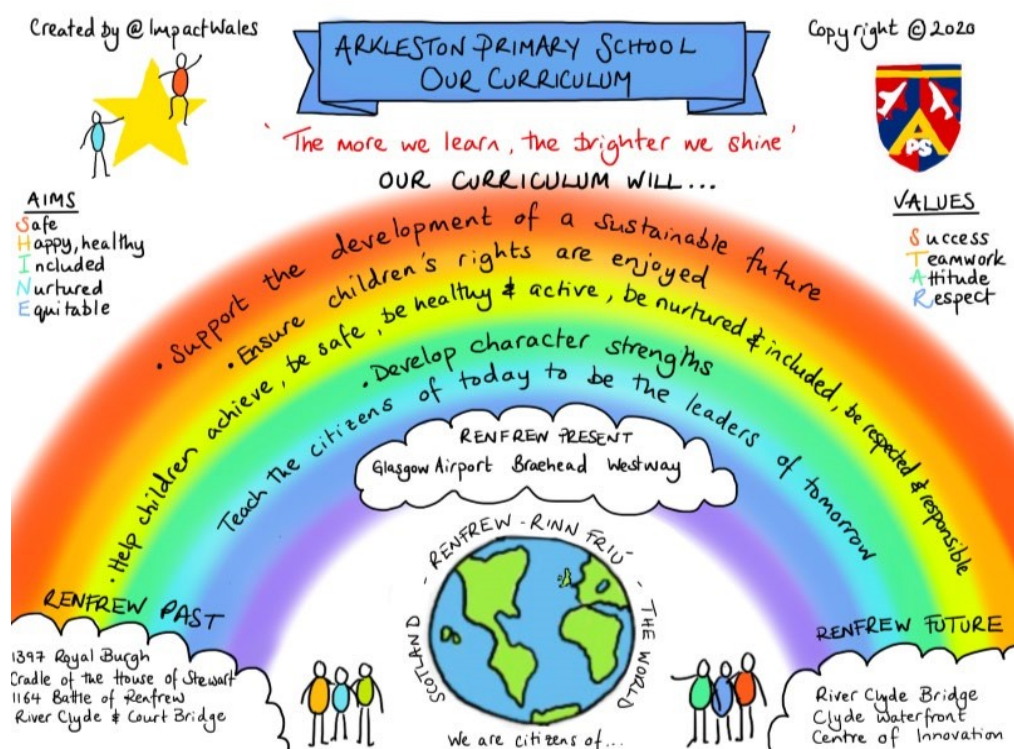 Created by @ImpactWales
ARKLESTON PRIMARY SCHOOL
OUR CURRICULUM
Copyright © 2020
APS
'The more we learn, the brighter we shine'
OUR CURRICULUM WILL...
AIMS
Safe
Happy, healthy
Included
Nurtured
Equitable
VALUES
Success
Teamwork
Attitude
Respect
• Support the development of a sustainable future
• Ensure children's rights are enjoyed
• Help children achieve, be safe, be healthy & active, be nurtured & included, be respected & responsible
• Develop character strengths
Teach the citizens of today to be the leaders of tomorrow
RENFREW PRESENT
Glasgow Airport Braehead Westway
RENFREW PAST
1397 Royal Burgh
Cradle of the House of Stewart
1164 Battle of Renfrew
River Clyde & Court Bridge
SCOTLAND - RENFREW - RINN FRIÙ - THE WORLD
We are citizens of...
RENFREW FUTURE
River Clyde Bridge
Clyde Waterfront
Centre of Innovation